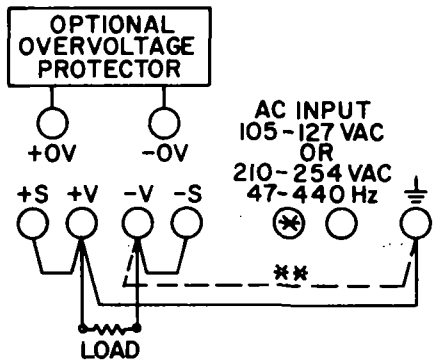 OPTIONAL
OVERVOLTAGE
PROTECTOR
+OV
-OV
AC INPUT
105-127 VAC
OR
210-254 VAC
47-440 Hz
+S +V -V -S
*
**
LOAD